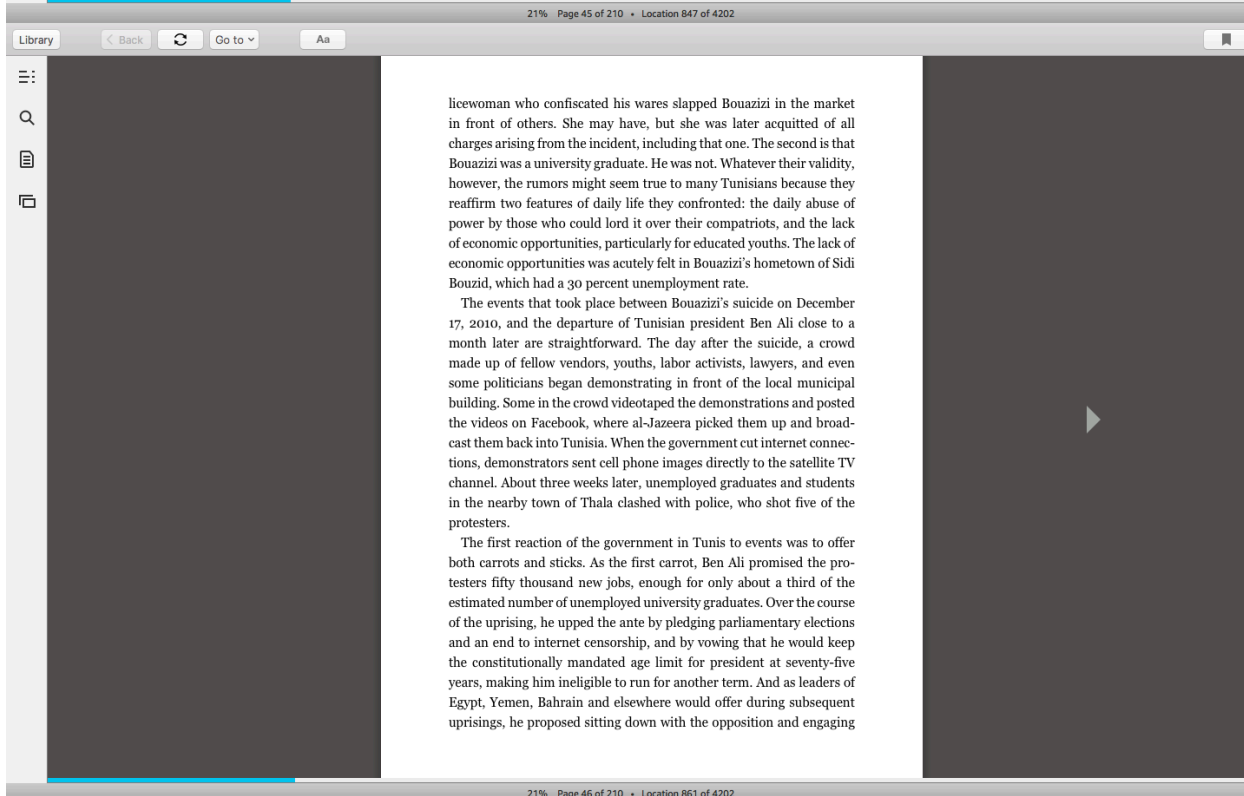 21% Page 45 of 210 • Location 847 of 4202
Library
< Back
Go to
Aa
licewoman who confiscated his wares slapped Bouazizi in the market
in front of others. She may have, but she was later acquitted of all
charges arising from the incident, including that one. The second is that
Bouazizi was a university graduate. He was not. Whatever their validity,
however, the rumors might seem true to many Tunisians because they
reaffirm two features of daily life they confronted: the daily abuse of
power by those who could lord it over their compatriots, and the lack
of economic opportunities, particularly for educated youths. The lack of
economic opportunities was acutely felt in Bouazizi’s hometown of Sidi
Bouzid, which had a 30 percent unemployment rate.
The events that took place between Bouazizi’s suicide on December
17, 2010, and the departure of Tunisian president Ben Ali close to a
month later are straightforward. The day after the suicide, a crowd
made up of fellow vendors, youths, labor activists, lawyers, and even
some politicians began demonstrating in front of the local municipal
building. Some in the crowd videotaped the demonstrations and posted
the videos on Facebook, where al-Jazeera picked them up and broad-
cast them back into Tunisia. When the government cut internet connec-
tions, demonstrators sent cell phone images directly to the satellite TV
channel. About three weeks later, unemployed graduates and students
in the nearby town of Thala clashed with police, who shot five of the
protesters.
The first reaction of the government in Tunis to events was to offer
both carrots and sticks. As the first carrot, Ben Ali promised the pro-
testers fifty thousand new jobs, enough for only about a third of the
estimated number of unemployed university graduates. Over the course
of the uprising, he upped the ante by pledging parliamentary elections
and an end to internet censorship, and by vowing that he would keep
the constitutionally mandated age limit for president at seventy-five
years, making him ineligible to run for another term. And as leaders of
Egypt, Yemen, Bahrain and elsewhere would offer during subsequent
uprisings, he proposed sitting down with the opposition and engaging
21% Page 46 of 210 • Location 861 of 4202